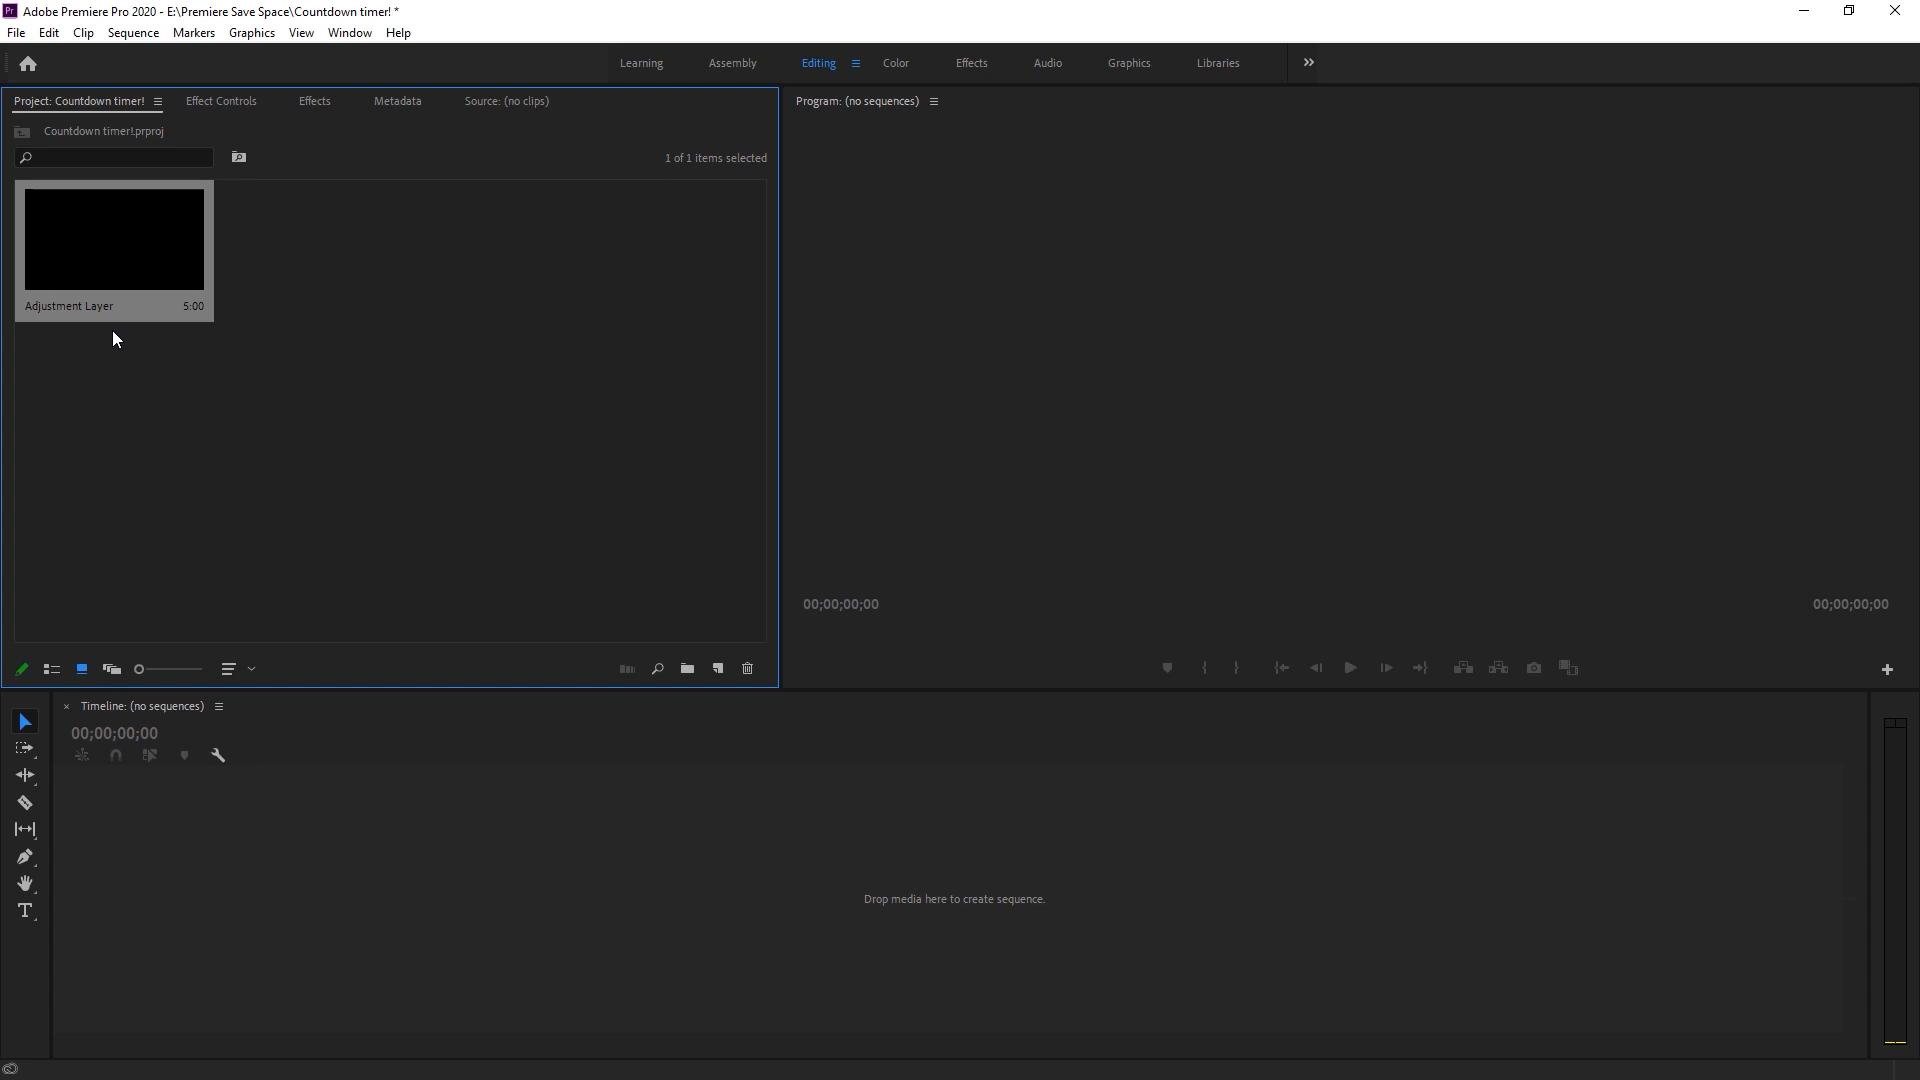 Pr Adobe Premiere Pro 2020 - E:\Premiere Save Space\Countdown timer! *
File Edit Clip Sequence Markers Graphics View Window Help
Learning Assembly Editing Color Effects Audio Graphics Libraries
Project: Countdown timer! Effect Controls Effects Metadata Source: (no clips)
Program: (no sequences)
Countdown timer!.prproj
1 of 1 items selected
Adjustment Layer 5:00
00;00;00;00 00;00;00;00
Timeline: (no sequences)
00;00;00;00
Drop media here to create sequence.